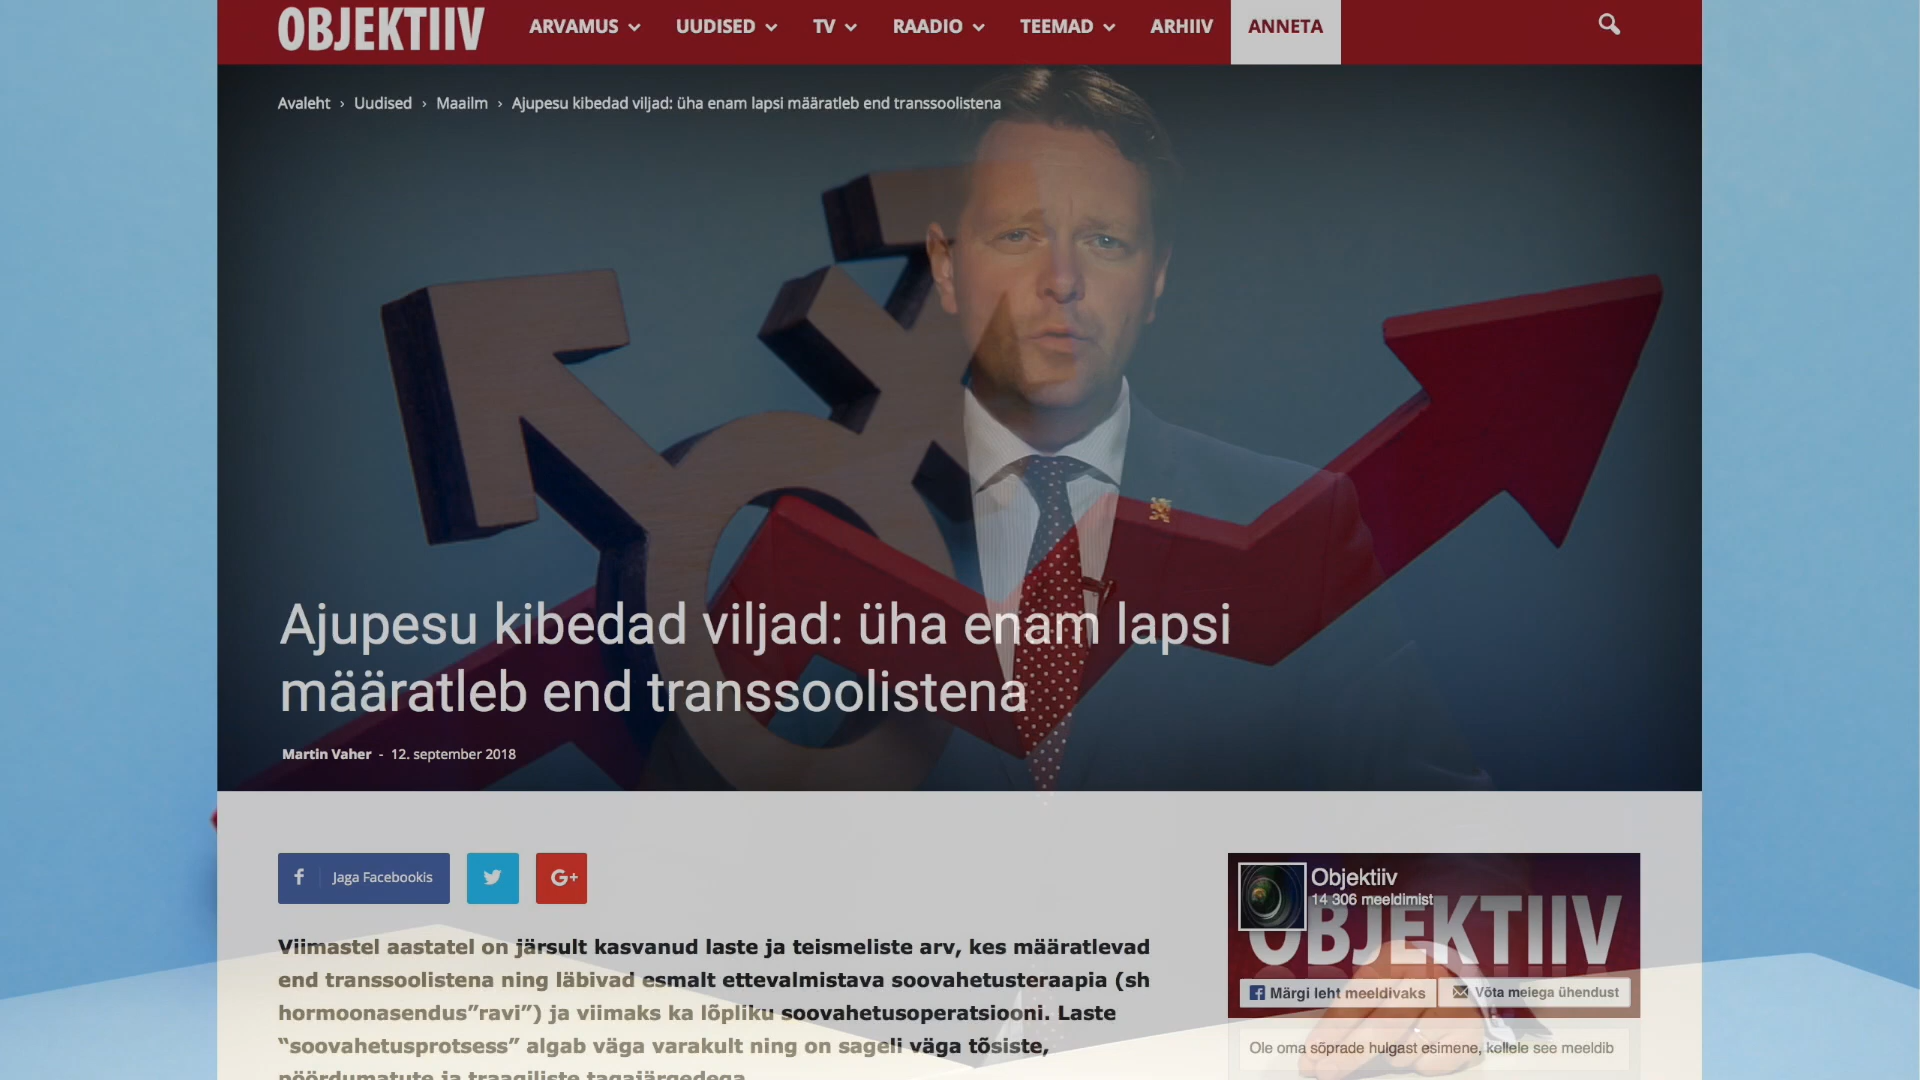 OBJEKTIIV
ARVAMUS UUDISED TV RAADIO TEEMAD ARHIIV ANNETA
Avaleht › Uudised › Maailm › Ajupesu kibedad viljad: üha enam lapsi määratleb end transsoolistena
Ajupesu kibedad viljad: üha enam lapsi
määratleb end transsoolistena
Martin Vaher - 12. september 2018
Jaga Facebookis
G+
Viimastel aastatel on järsult kasvanud laste ja teismeliste arv, kes määratlevad
end transsoolistena ning läbivad esmalt ettevalmistava soovahetusteraapia (sh
hormoonasendus”ravi”) ja viimaks ka lõpliku soovahetusoperatsiooni. Laste
“soovahetusprotsess” algab väga varakult ning on sageli väga tõsiste,
pöördumatute ja traagiliste tagajärgedega.
Objektiiv
14 306 meeldimist
OBJEKTIIV
Märgi leht meeldivaks
Võta meiega ühendust
Ole oma sõprade hulgast esimene, kellele see meeldib